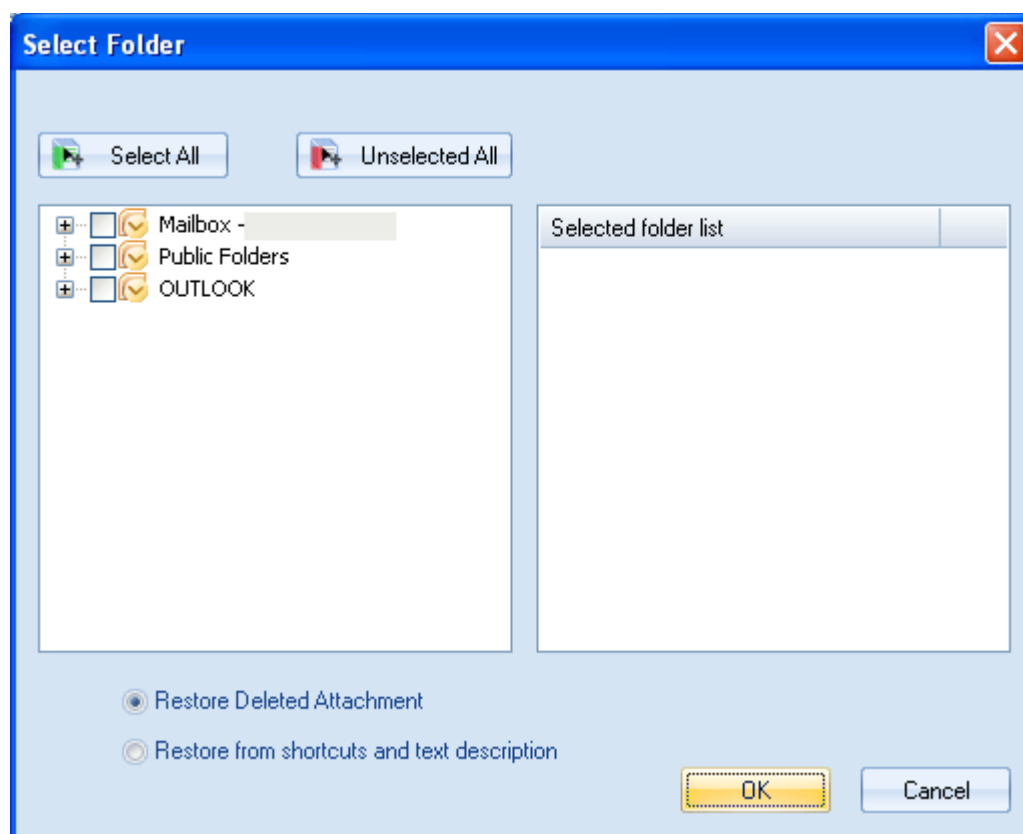 Select Folder
Select All
Unselected All
Mailbox -
Public Folders
OUTLOOK
Selected folder list
Restore Deleted Attachment
Restore from shortcuts and text description
OK
Cancel